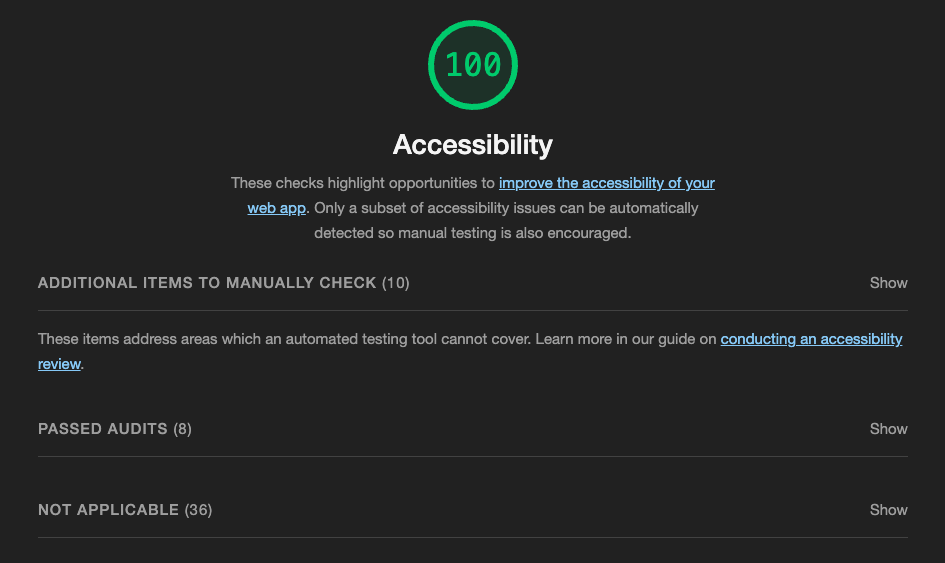 100
Accessibility
These checks highlight opportunities to improve the accessibility of your
web app. Only a subset of accessibility issues can be automatically
detected so manual testing is also encouraged.
ADDITIONAL ITEMS TO MANUALLY CHECK (10) Show
These items address areas which an automated testing tool cannot cover. Learn more in our guide on conducting an accessibility
review.
PASSED AUDITS (8) Show
NOT APPLICABLE (36) Show